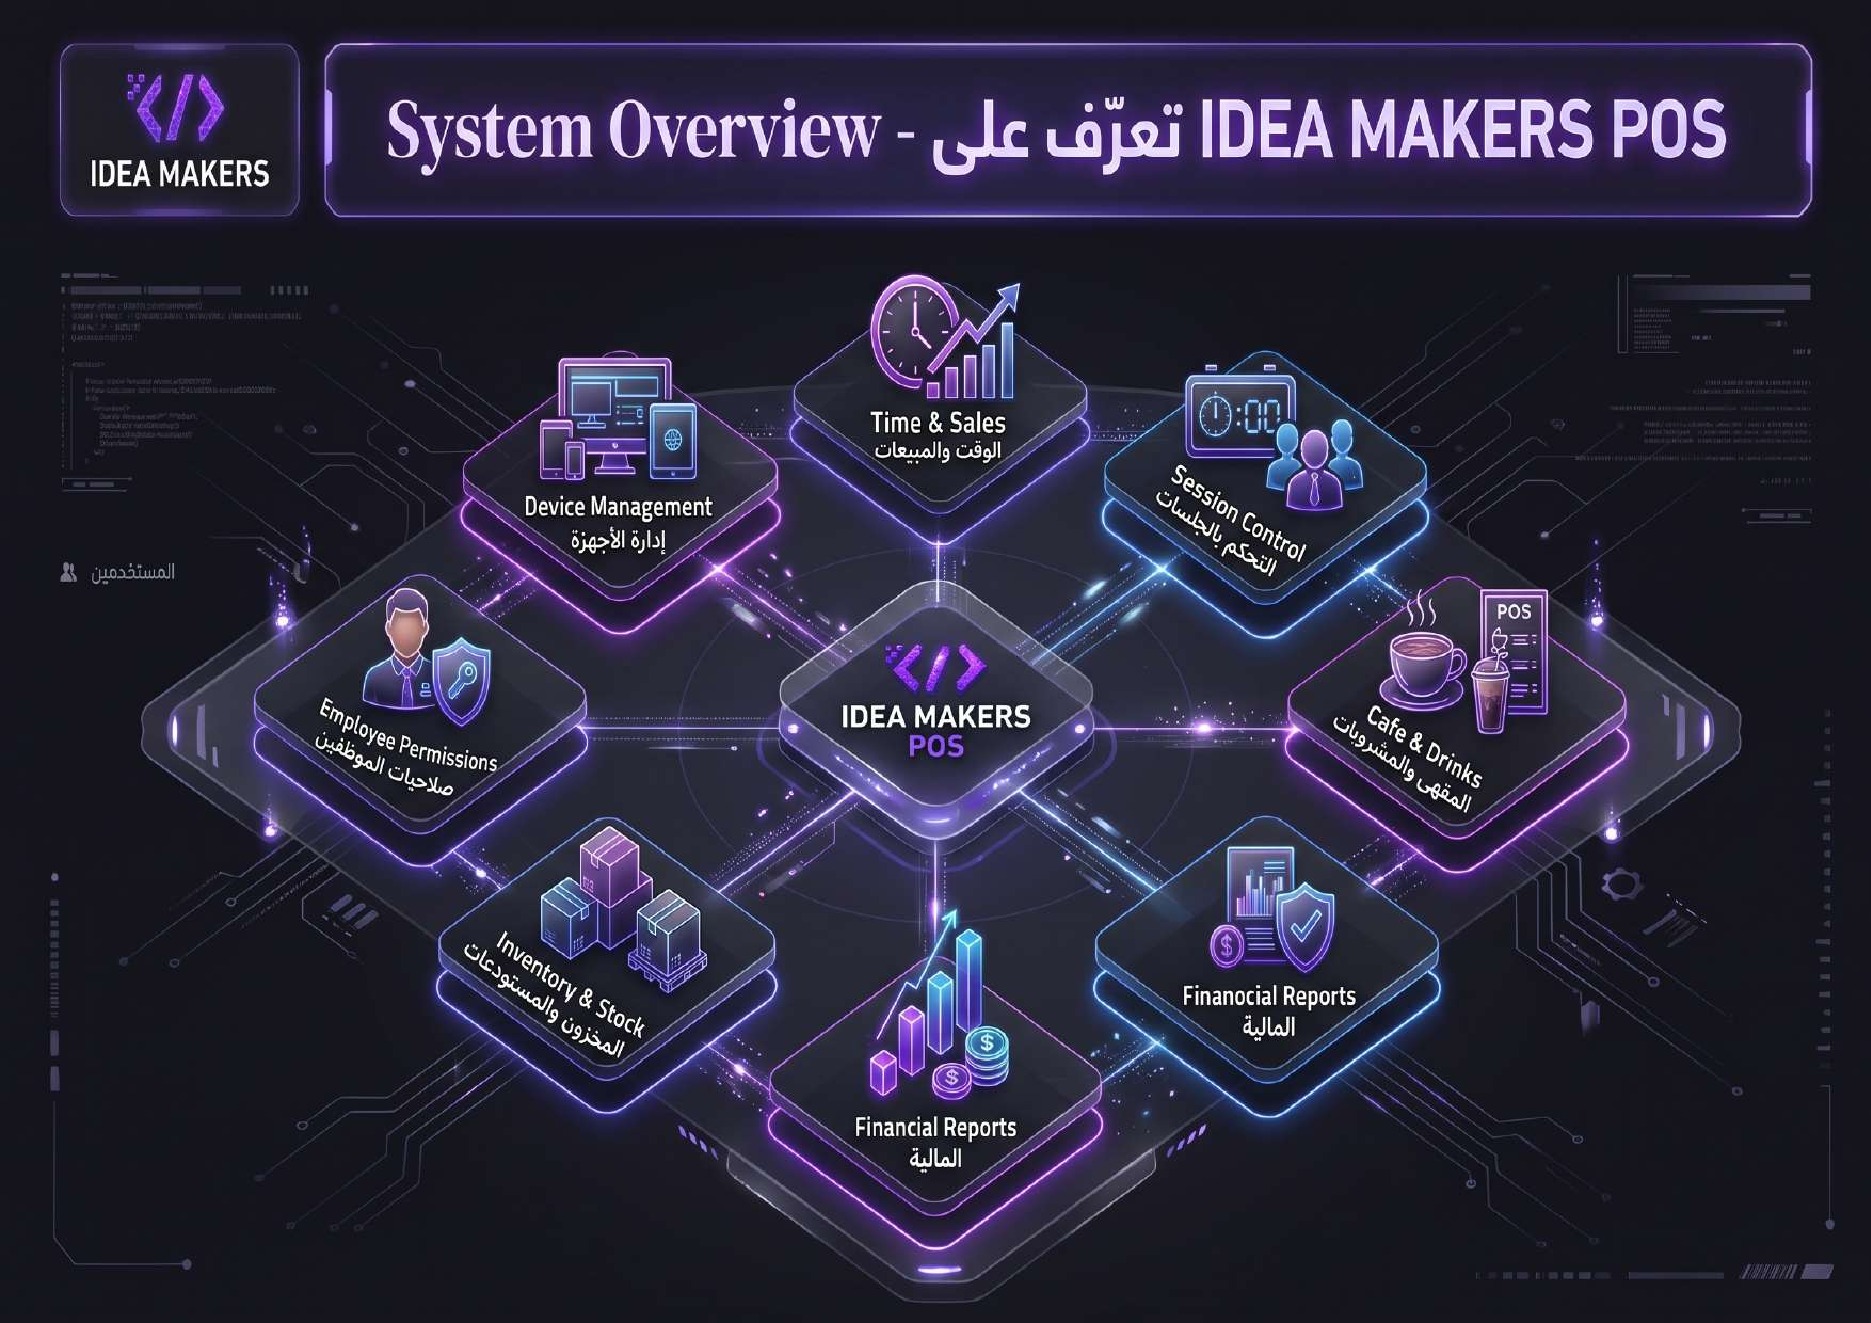 IDEA MAKERS
System Overview - تعرّف على IDEA MAKERS POS
Time & Sales
الوقت والمبيعات
Device Management
إدارة الأجهزة
:00
Session Control
التحكم بالجلسات
المستخدمين
POS
Employee Permissions
صلاحيات الموظفين
IDEA MAKERS
POS
Cafe & Drinks
المقهى والمشروبات
Inventory & Stock
المخزون والمستودعات
Finanocial Reports
المالية
Financial Reports
المالية